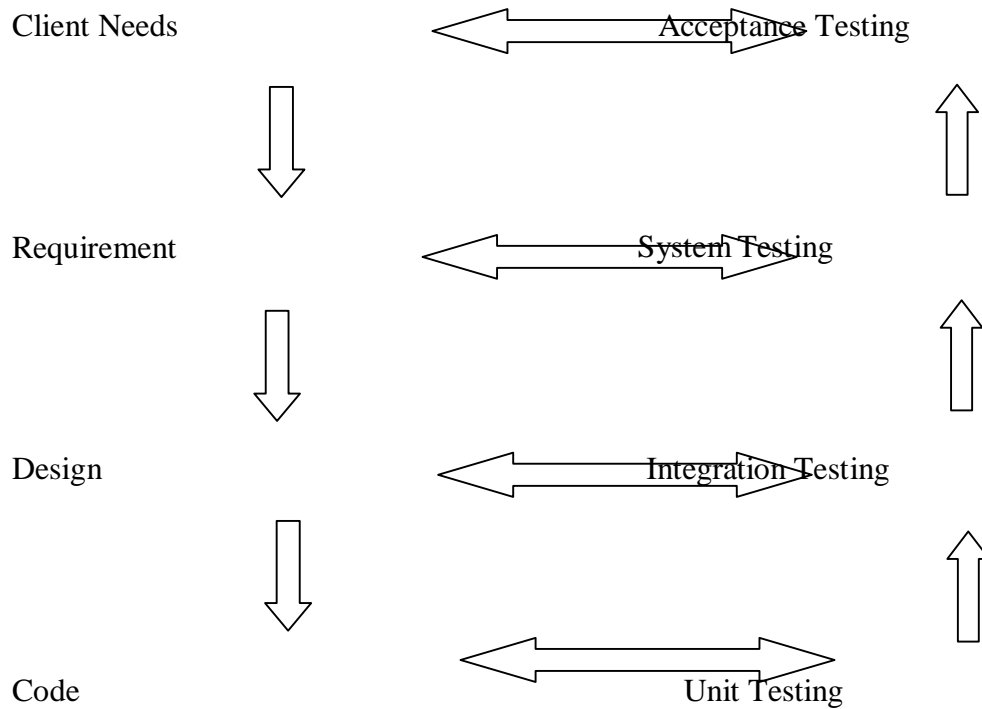 Client Needs Acceptance Testing
Requirement System Testing
Design Integration Testing
Code Unit Testing